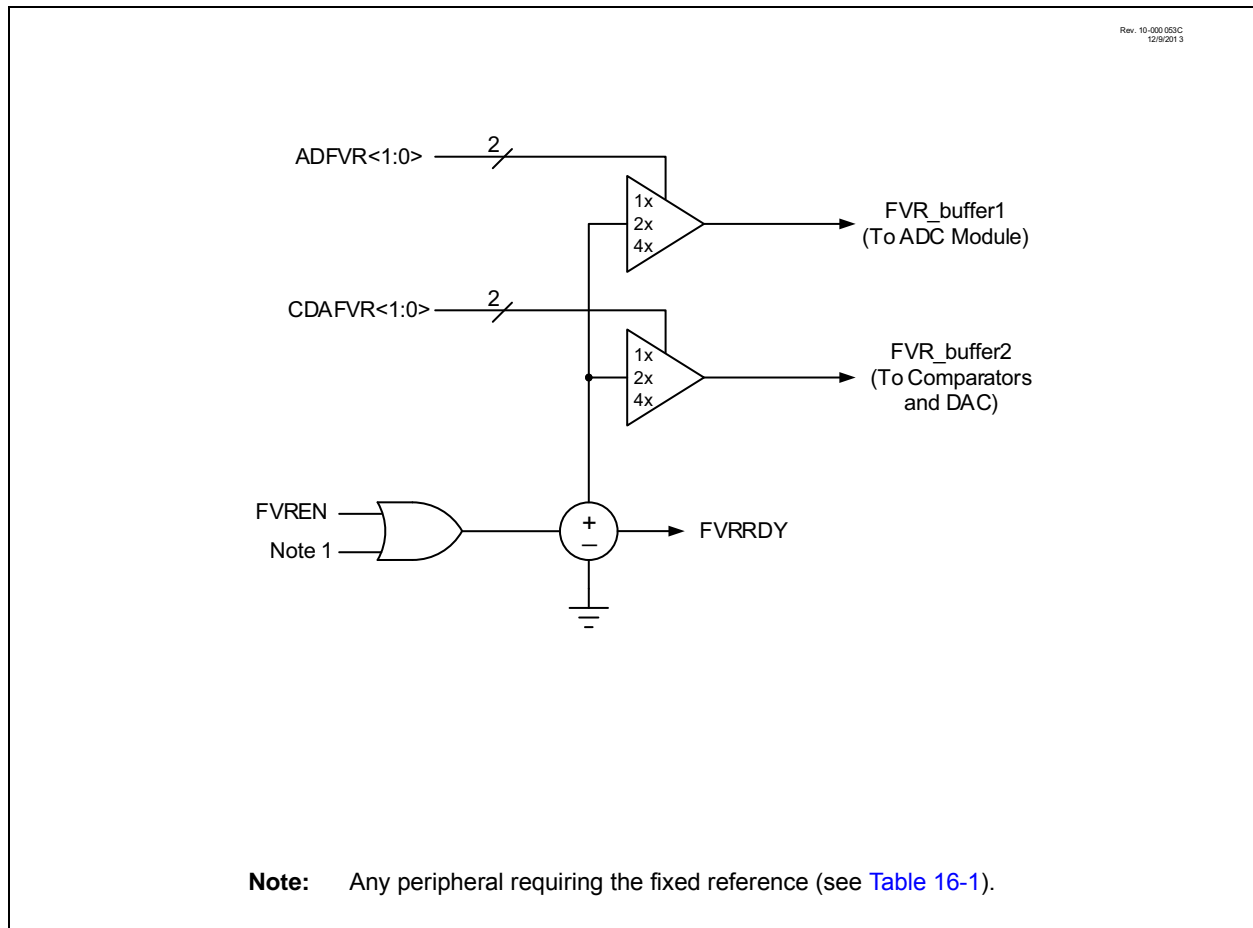 Rev. 10-000 053C
12/9/201 3
2
ADFVR<1:0>
1x
2x
4x
FVR_buffer1
(To ADC Module)
2
CDAFVR<1:0>
1x
2x
4x
FVR_buffer2
(To Comparators
and DAC)
FVREN
Note 1
+
–
FVRRDY
Note: Any peripheral requiring the fixed reference (see Table 16-1).